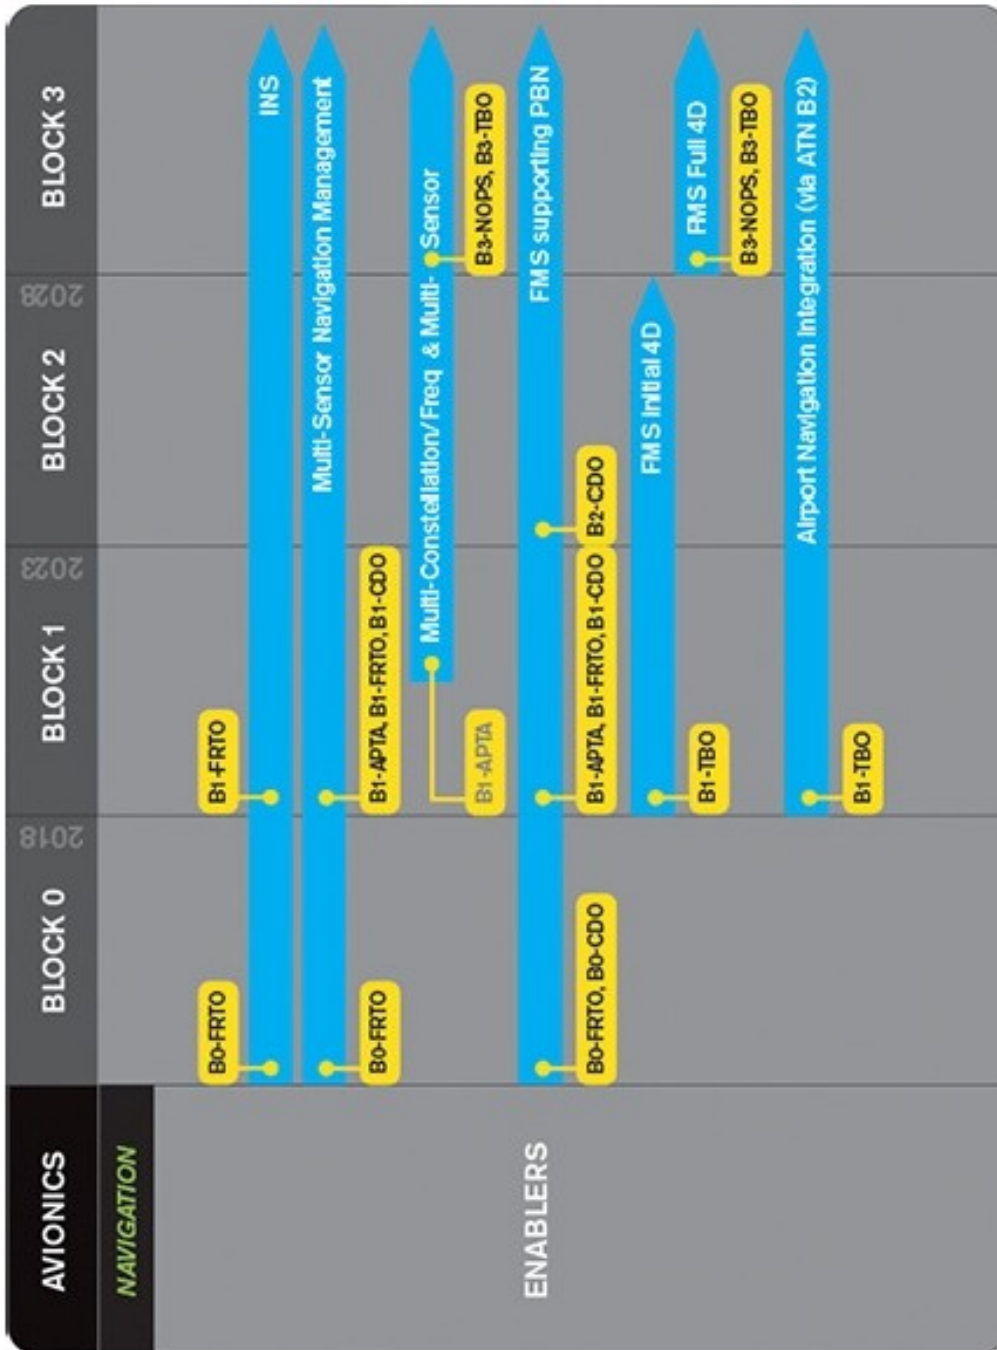 AVIONICS
BLOCK 0
2018
BLOCK 1
2023
BLOCK 2
2028
BLOCK 3
NAVIGATION
ENABLERS
B0-FRTO
B1-FRTO
INS
Multi-Sensor Navigation Management
B0-FRTO
B1-APTA, B1-FRTO, B1-CDO
Multi-Constellation/Freq & Multi- Sensor
B1-APTA
B3-NOPS, B3-TBO
FMS supporting PBN
B0-FRTO, B0-CDO
B1-APTA, B1-FRTO, B1-CDO
B2-CDO
FMS Initial 4D
B1-TBO
FMS Full 4D
B3-NOPS, B3-TBO
Airport Navigation Integration (via ATN B2)
B1-TBO